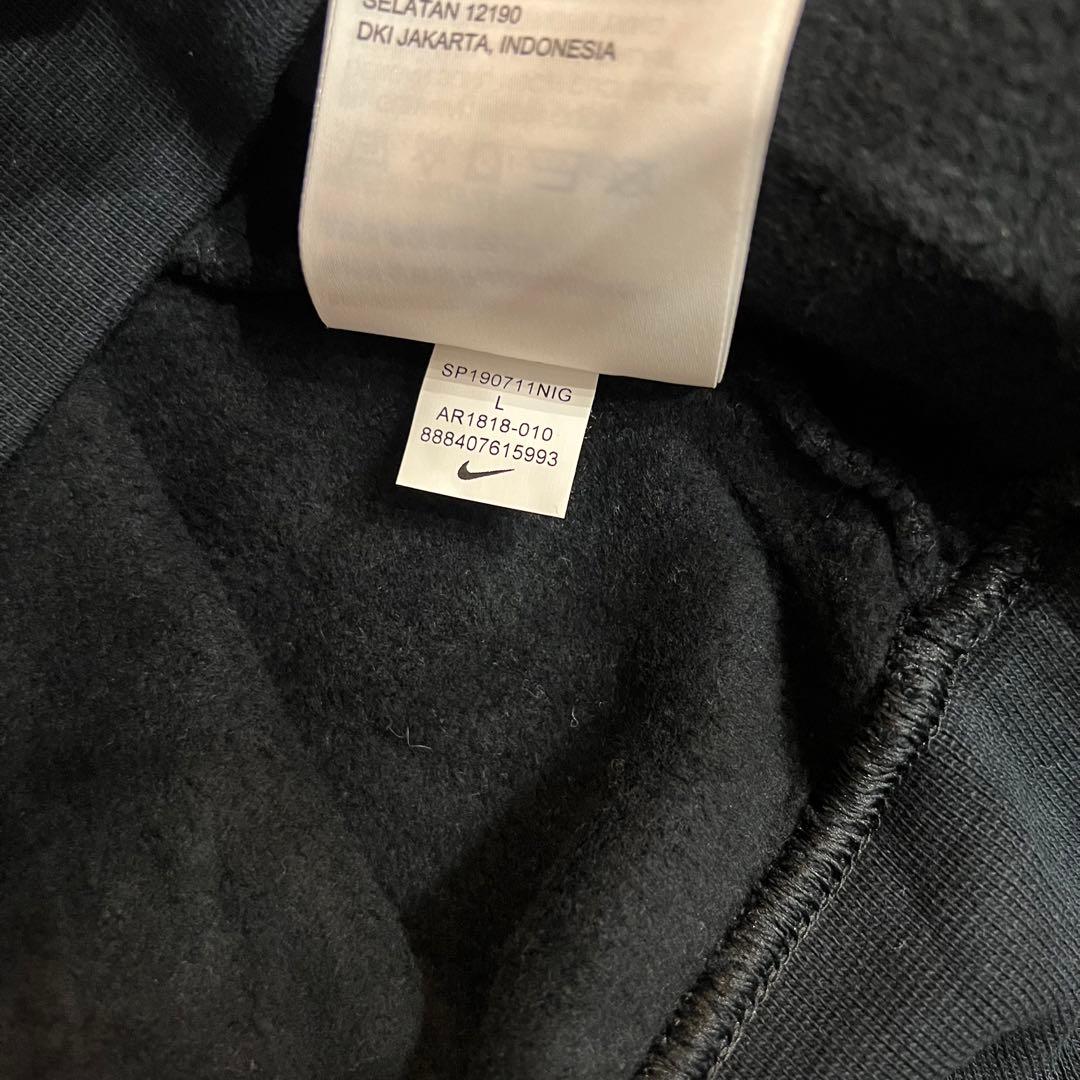 SELATAN 12190
DKI JAKARTA, INDONESIA
SP190711NIG
L
AR1818-010
888407615993